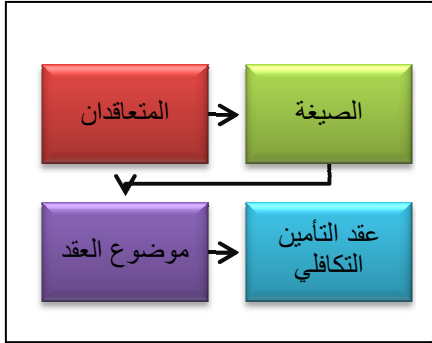 المتعاقدان
الصيغة
موضوع العقد
عقد التأمين
التكافلي